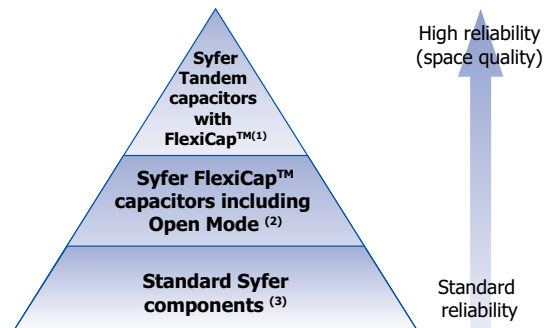 Syfer
Tandem
capacitors
with
FlexiCap™(1)
Syfer FlexiCap™
capacitors including
Open Mode (2)
Standard Syfer
components (3)
High reliability
(space quality)
Standard
reliability